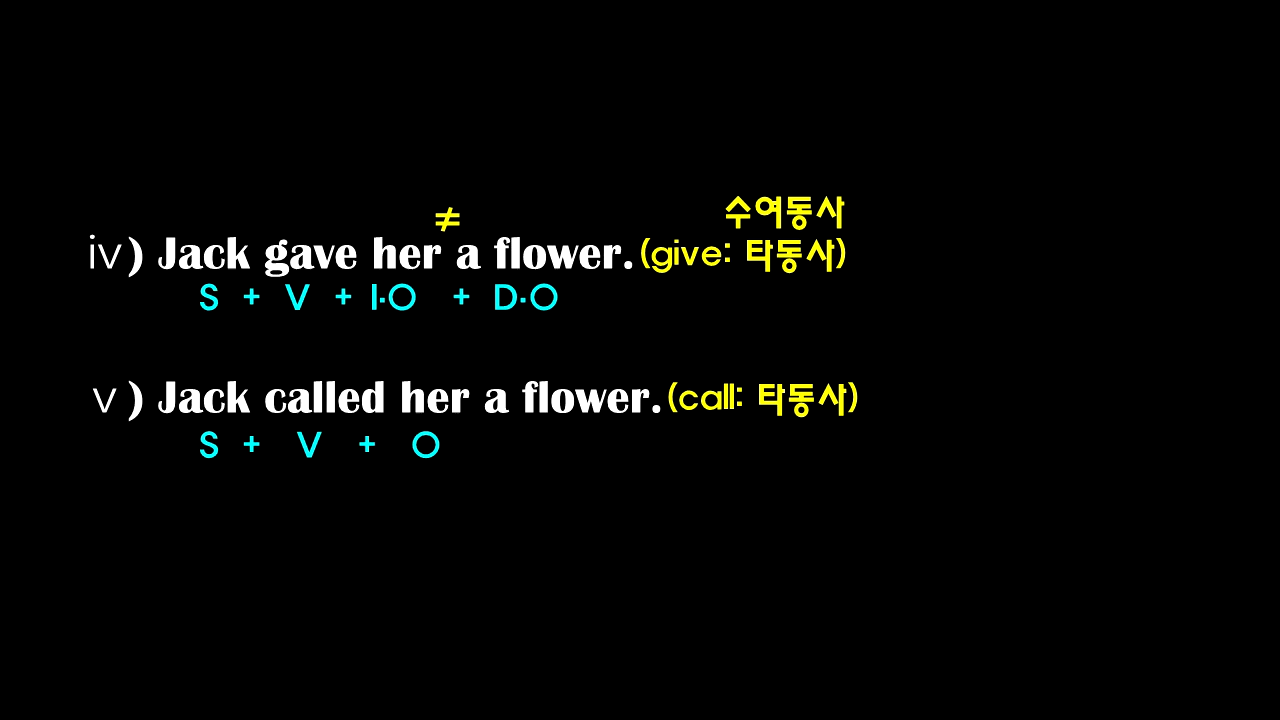 수여동사
≠
ⅳ) Jack gave her a flower. (give: 타동사)
S + V + I·O + D·O
ⅴ) Jack called her a flower. (call: 타동사)
S + V + O